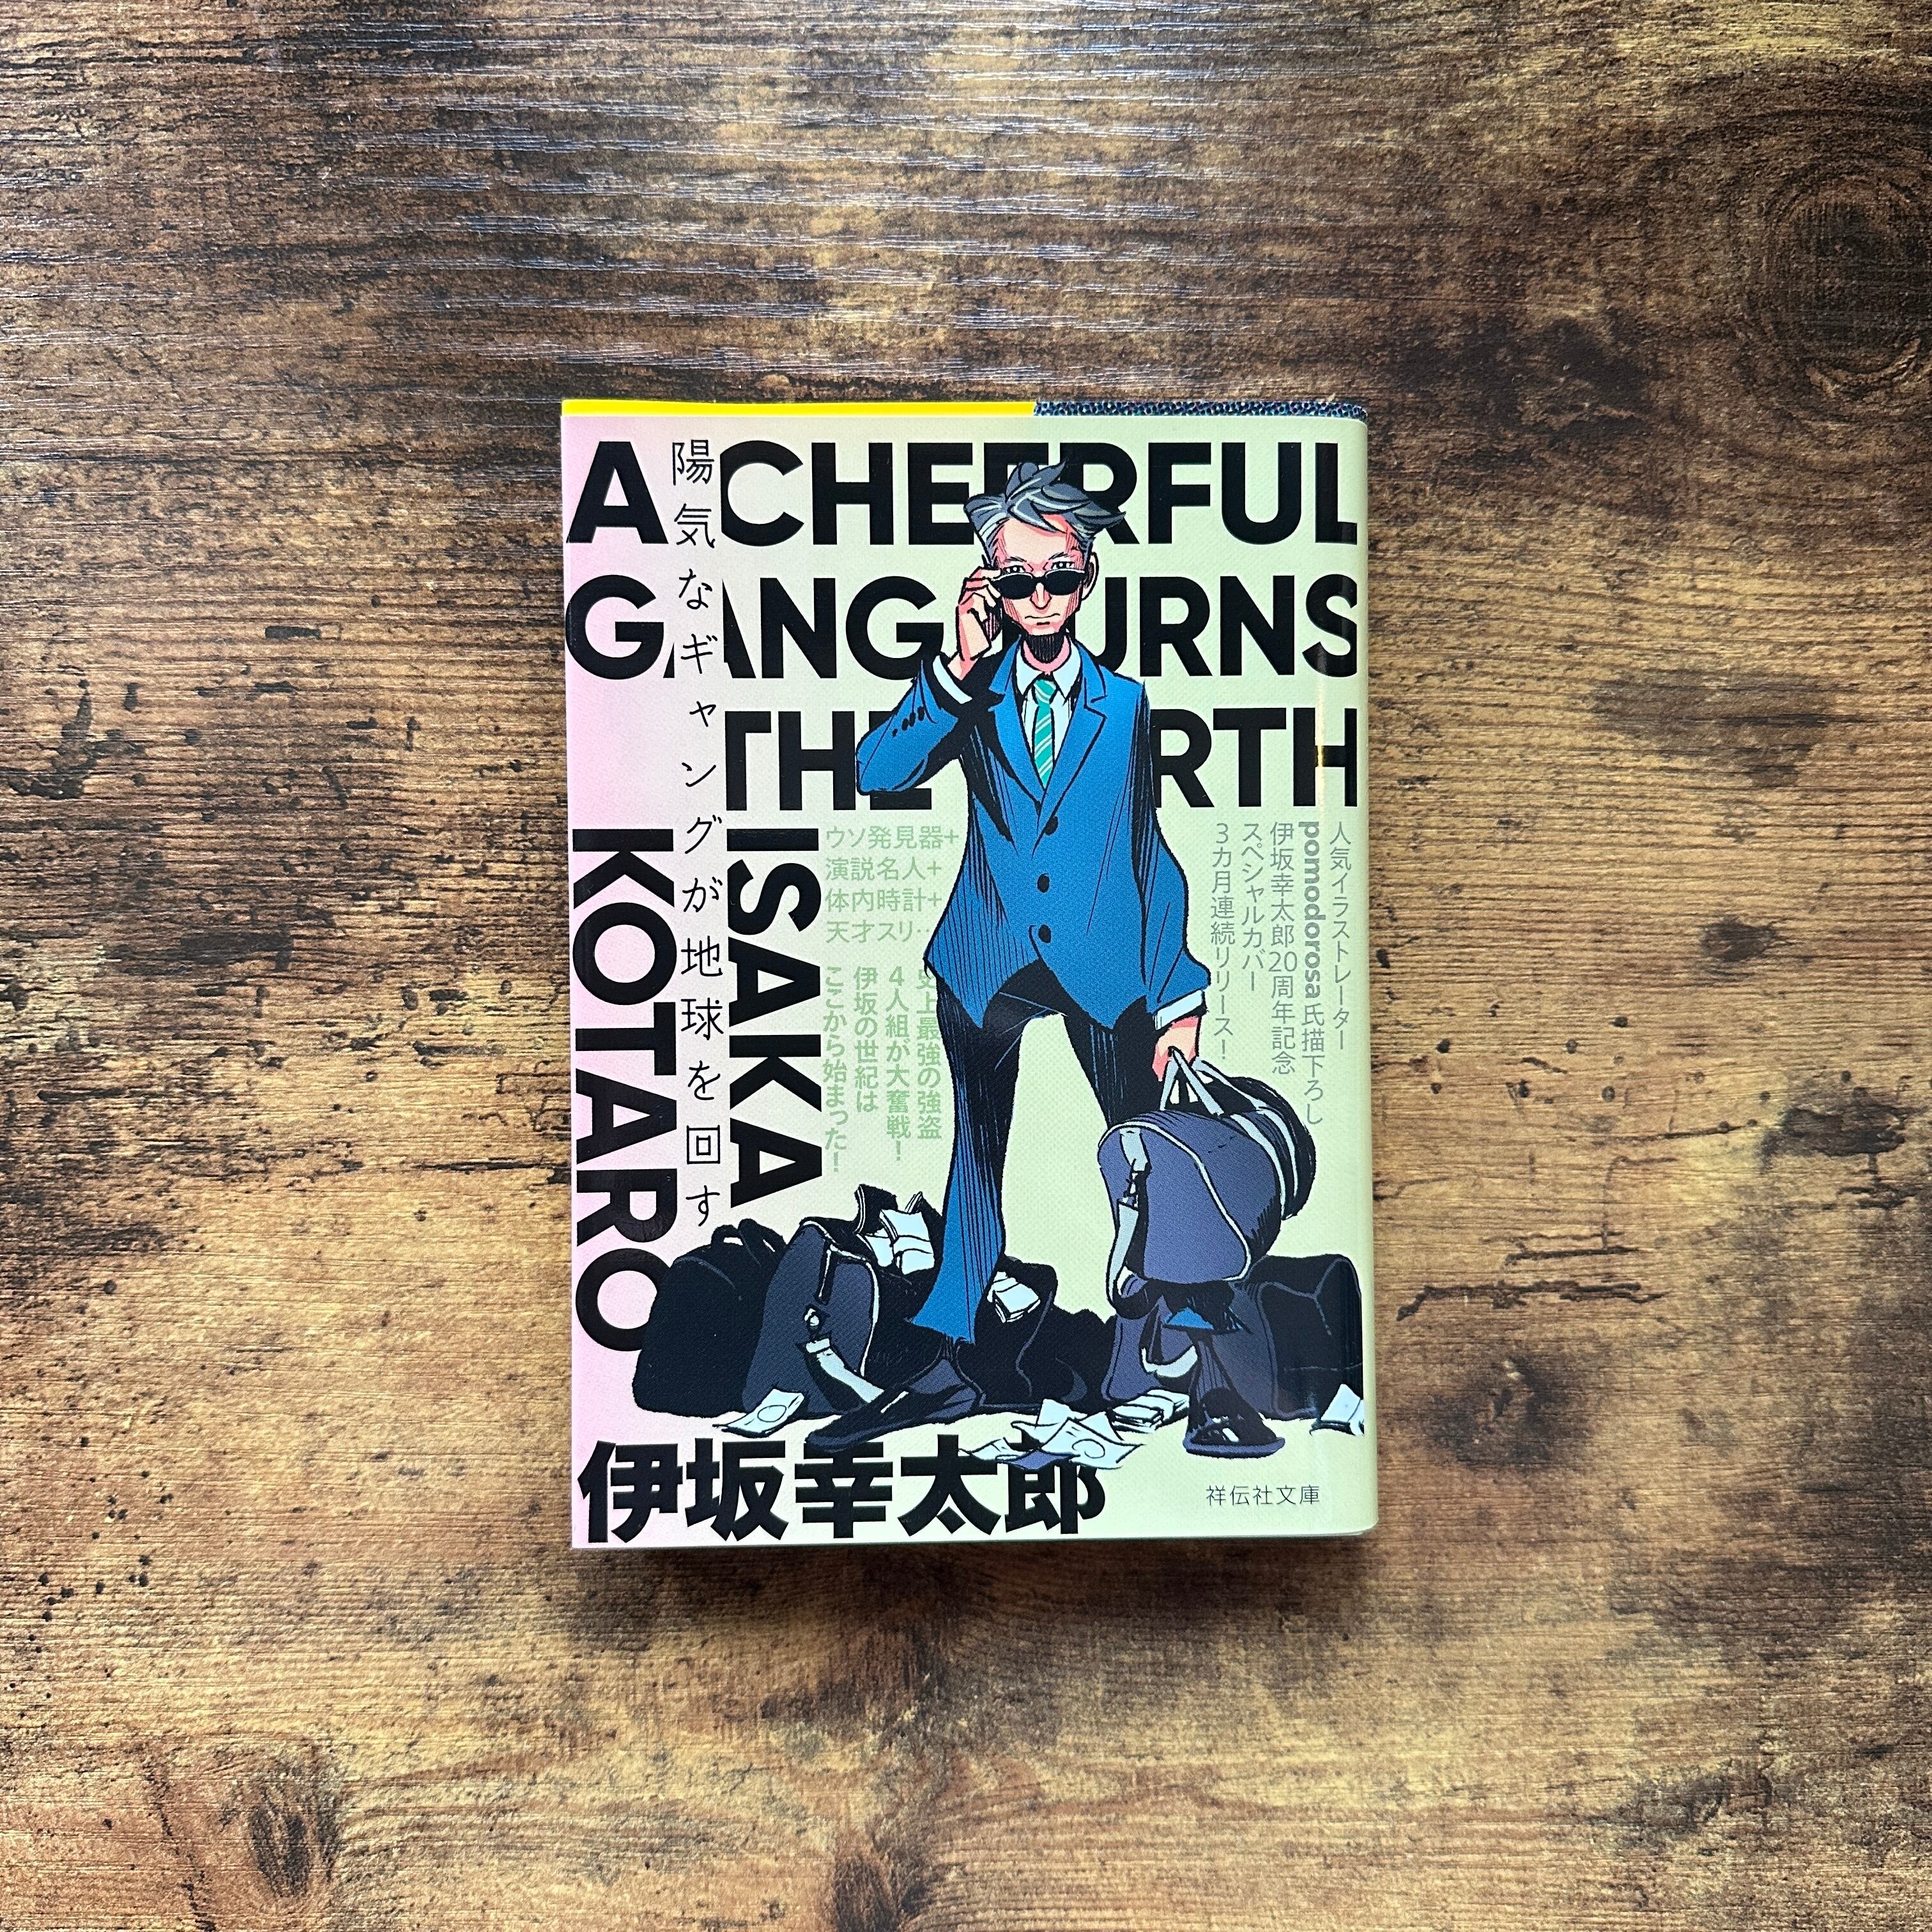 A CHEERFUL
GANG TURNS
THE EARTH
陽気なギャングが地球を回す
ISAKA
KOTARO
ウソ発見器+
演説名人+
体内時計+
天才スリ…
史上最強の強盗
4人組が大奮戦！
伊坂の世紀は
ここから始まった！
人気イラストレーター
pomodorosa氏描下ろし
伊坂幸太郎20周年記念
スペシャルカバー
3カ月連続リリース！
伊坂幸太郎
祥伝社文庫